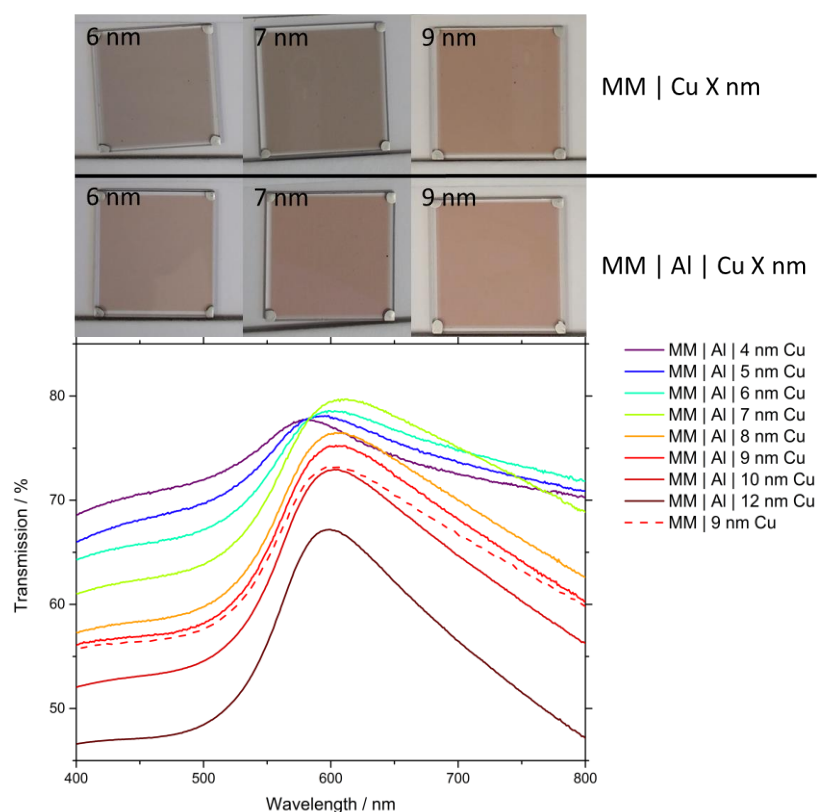 6 nm 7 nm 9 nm
MM | Cu X nm
6 nm 7 nm 9 nm
MM | Al | Cu X nm
MM | Al | 4 nm Cu
MM | Al | 5 nm Cu
MM | Al | 6 nm Cu
MM | Al | 7 nm Cu
MM | Al | 8 nm Cu
MM | Al | 9 nm Cu
MM | Al | 10 nm Cu
MM | Al | 12 nm Cu
MM | 9 nm Cu
Transmission / %
80
70
60
50
400 500 600 700 800
Wavelength / nm